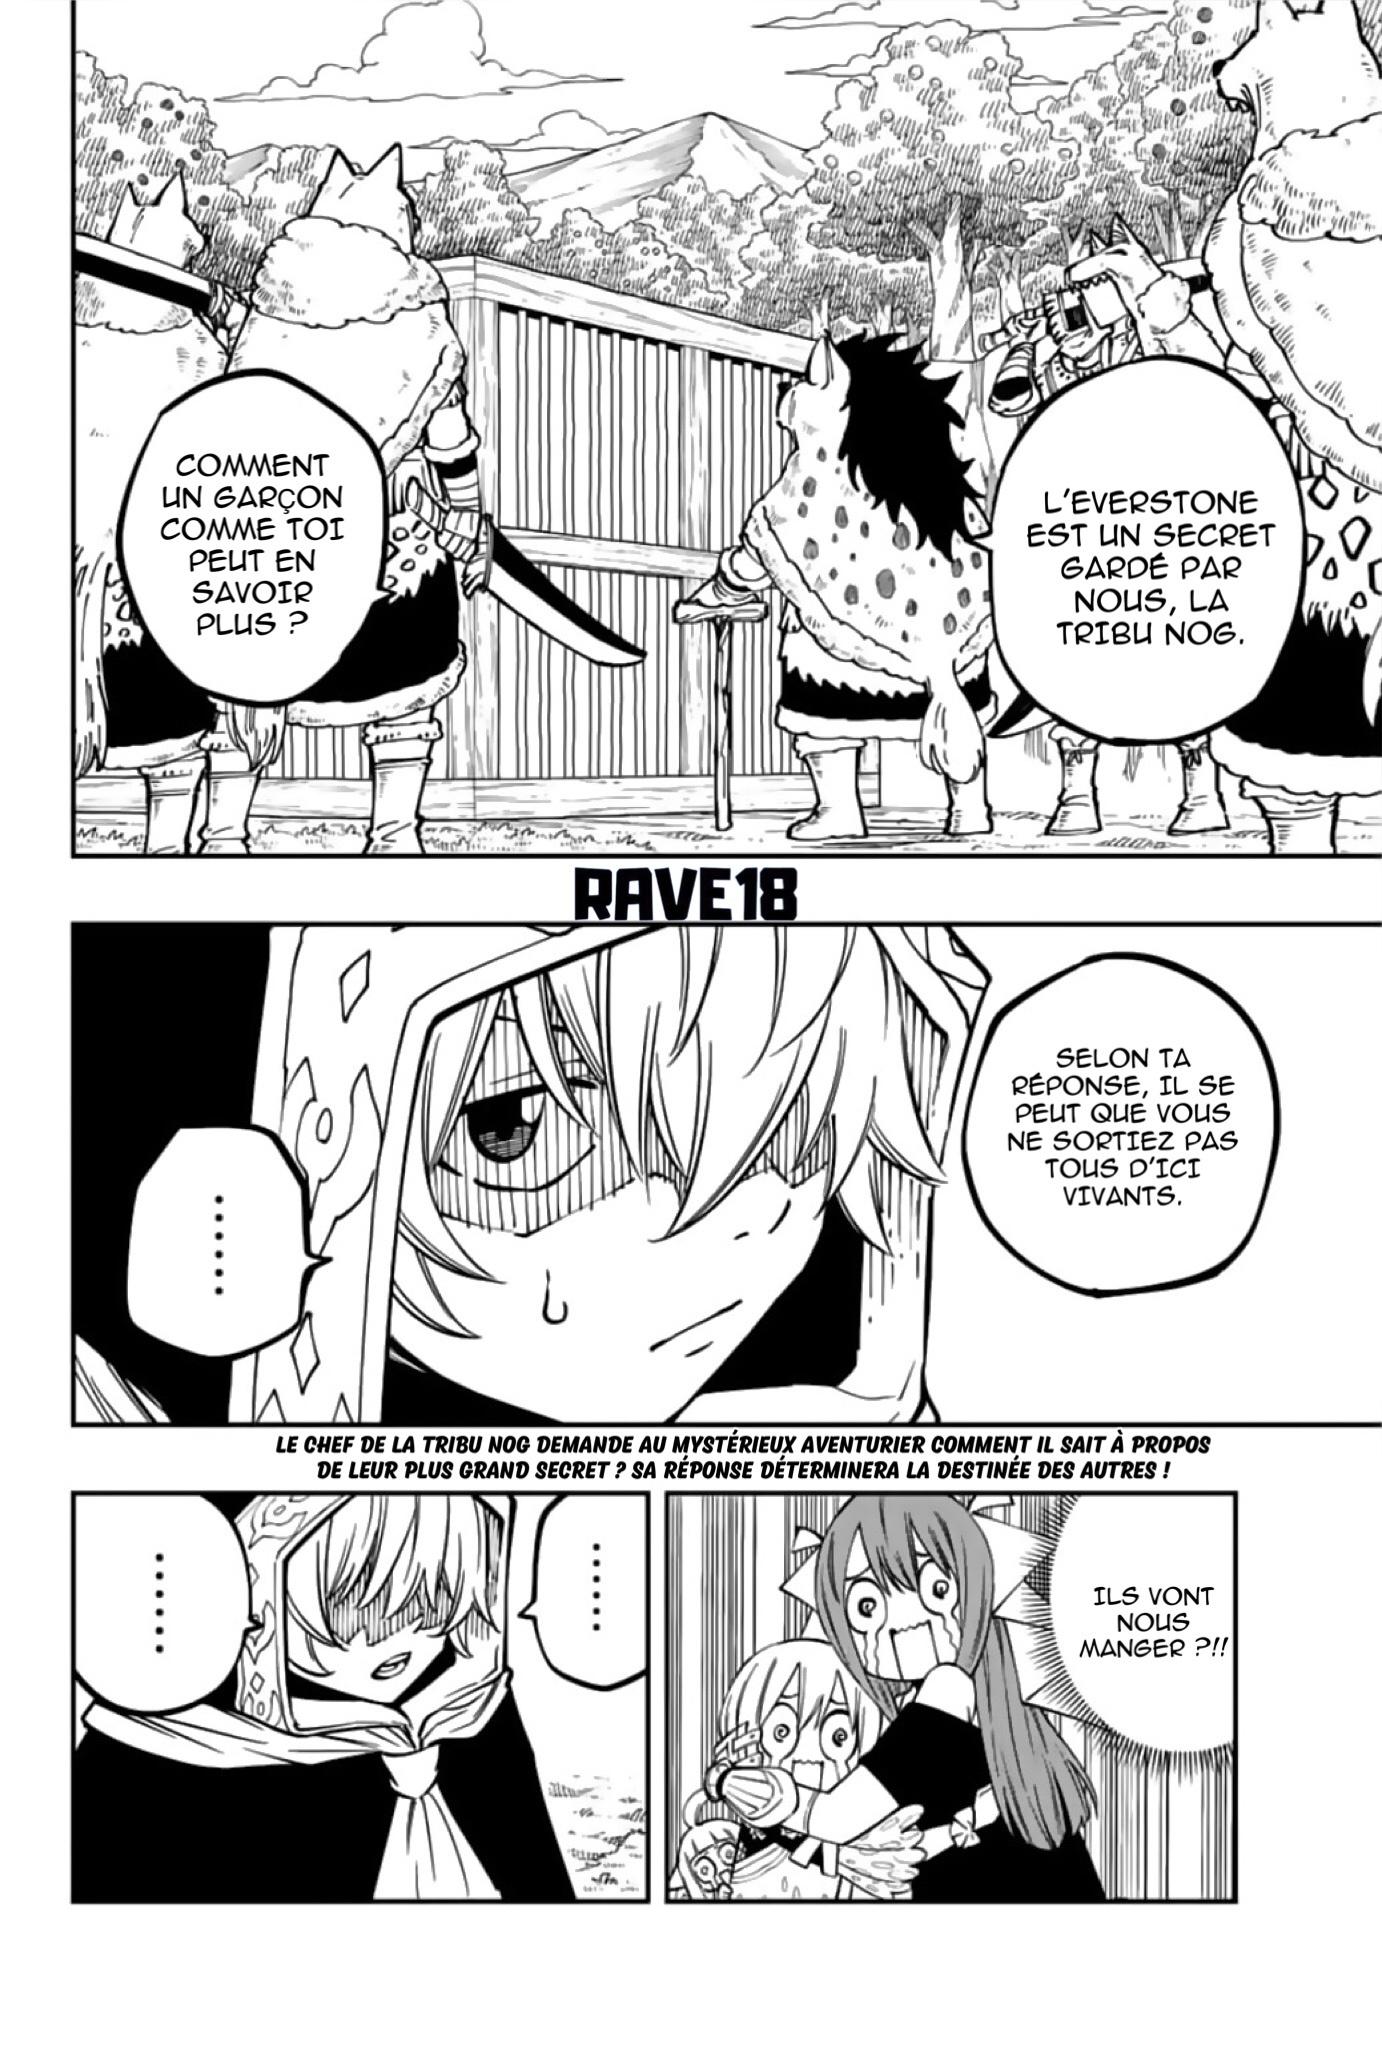 L'EVERSTONE
EST UN SECRET
GARDÉ PAR
NOUS, LA
TRIBU NOG.
COMMENT
UN GARÇON
COMME TOI
PEUT EN
SAVOIR
PLUS ?
RAVE18
SELON TA
RÉPONSE, IL SE
PEUT QUE VOUS
NE SORTIEZ PAS
TOUS D'ICI
VIVANTS.
......
LE CHEF DE LA TRIBU NOG DEMANDE AU MYSTÉRIEUX AVENTURIER COMMENT IL SAIT À PROPOS
DE LEUR PLUS GRAND SECRET ? SA RÉPONSE DÉTERMINERA LA DESTINÉE DES AUTRES !
ILS VONT
NOUS
MANGER ?!!
......
......